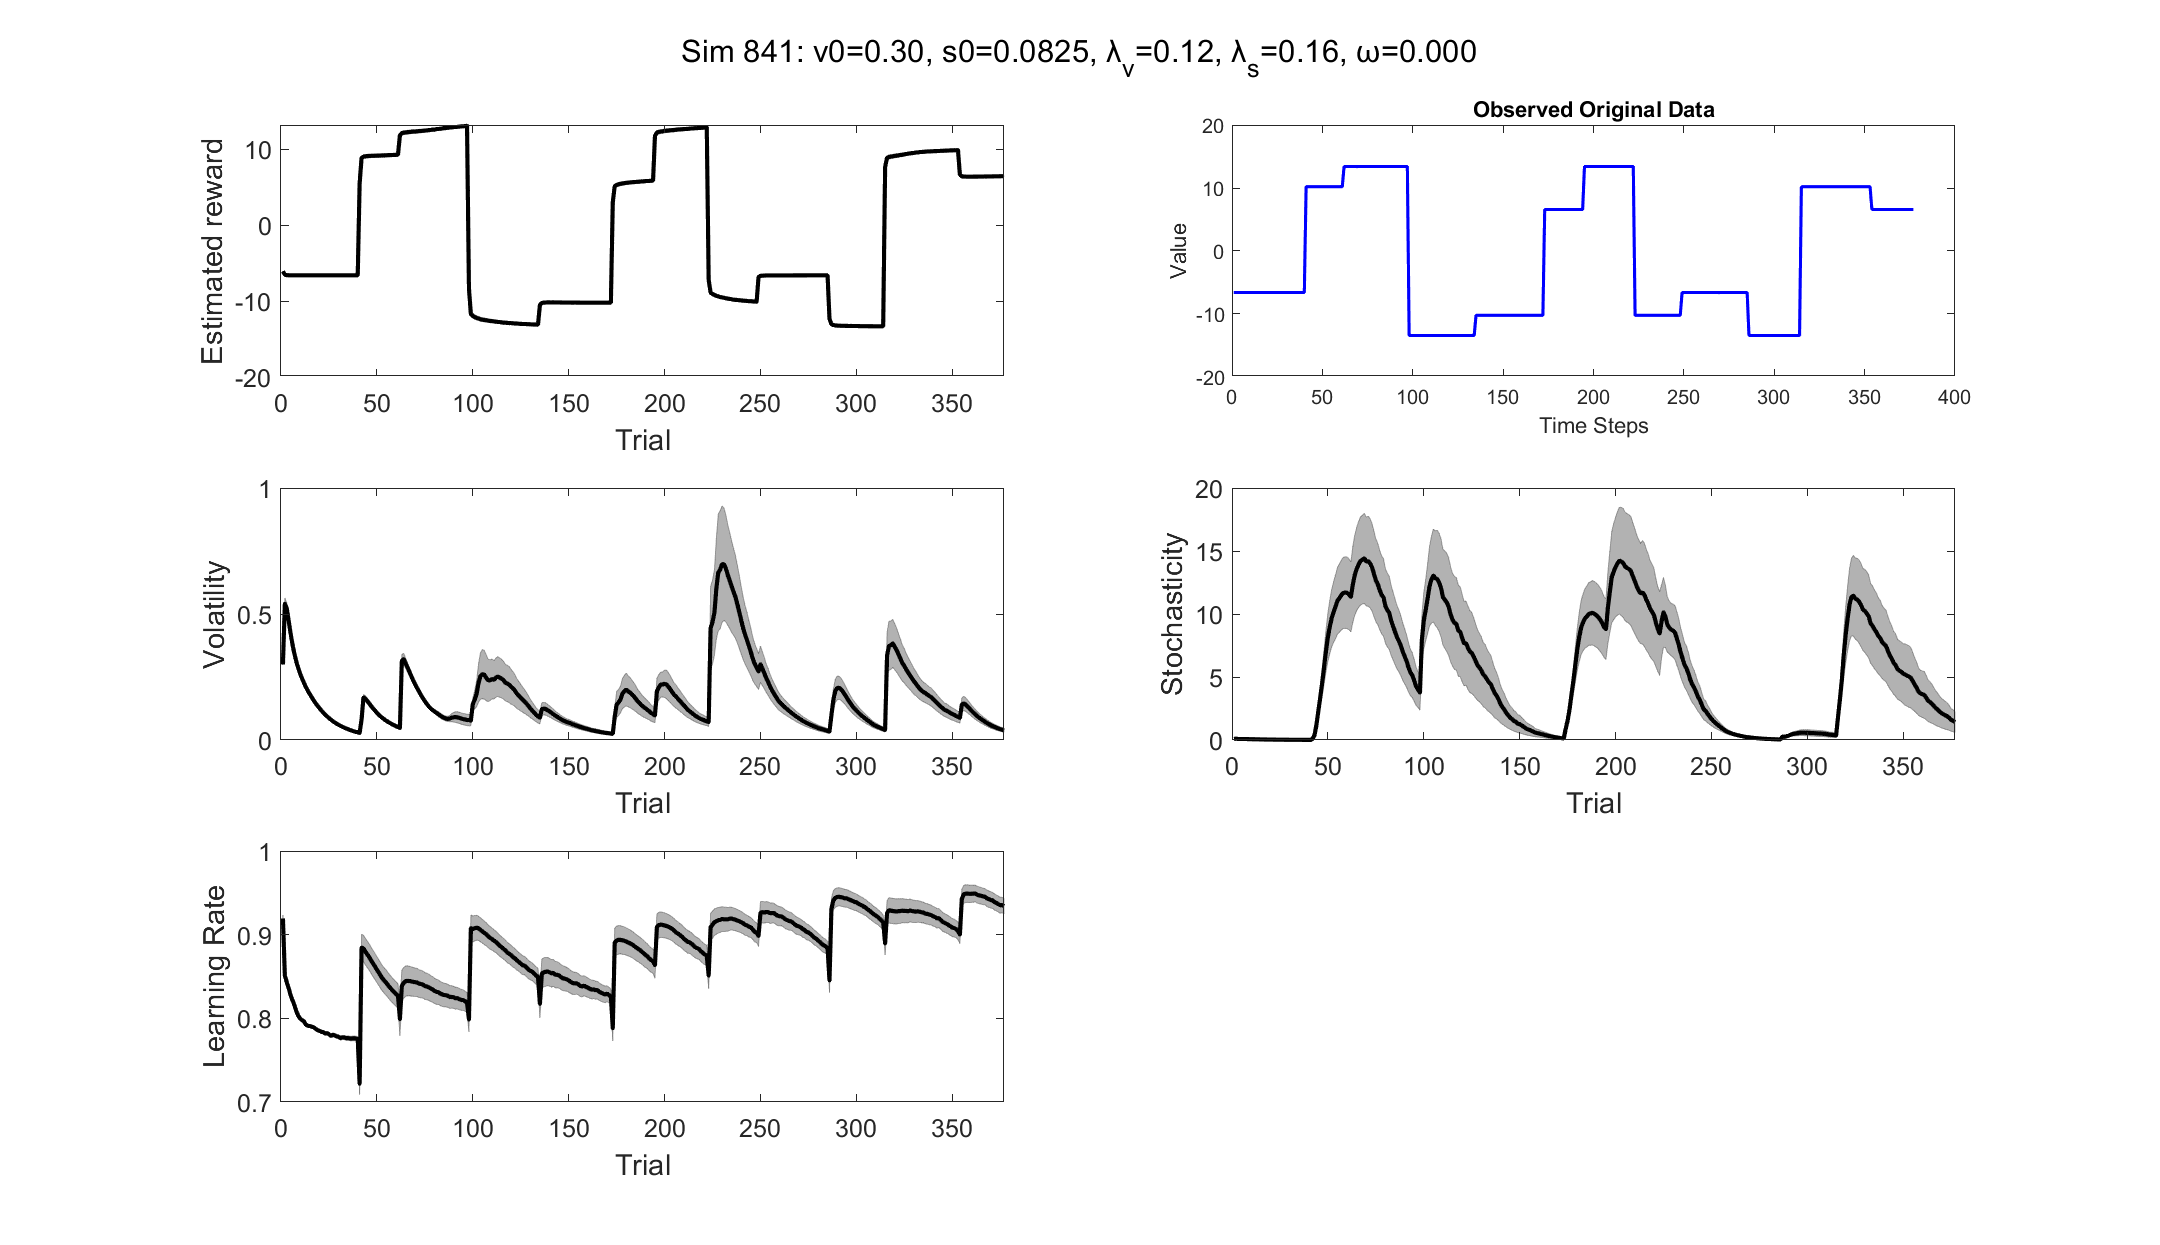 Sim 841: v0=0.30, s0=0.0825, λv=0.12, λs=0.16, ω=0.000
Estimated reward
10
0
-10
-20
0 50 100 150 200 250 300 350
Trial
Observed Original Data
Value
20
10
0
-10
-20
0 50 100 150 200 250 300 350 400
Time Steps
Volatility
1
0.5
0
0 50 100 150 200 250 300 350
Trial
Stochasticity
20
15
10
5
0
0 50 100 150 200 250 300 350
Trial
Learning Rate
1
0.9
0.8
0.7
0 50 100 150 200 250 300 350
Trial